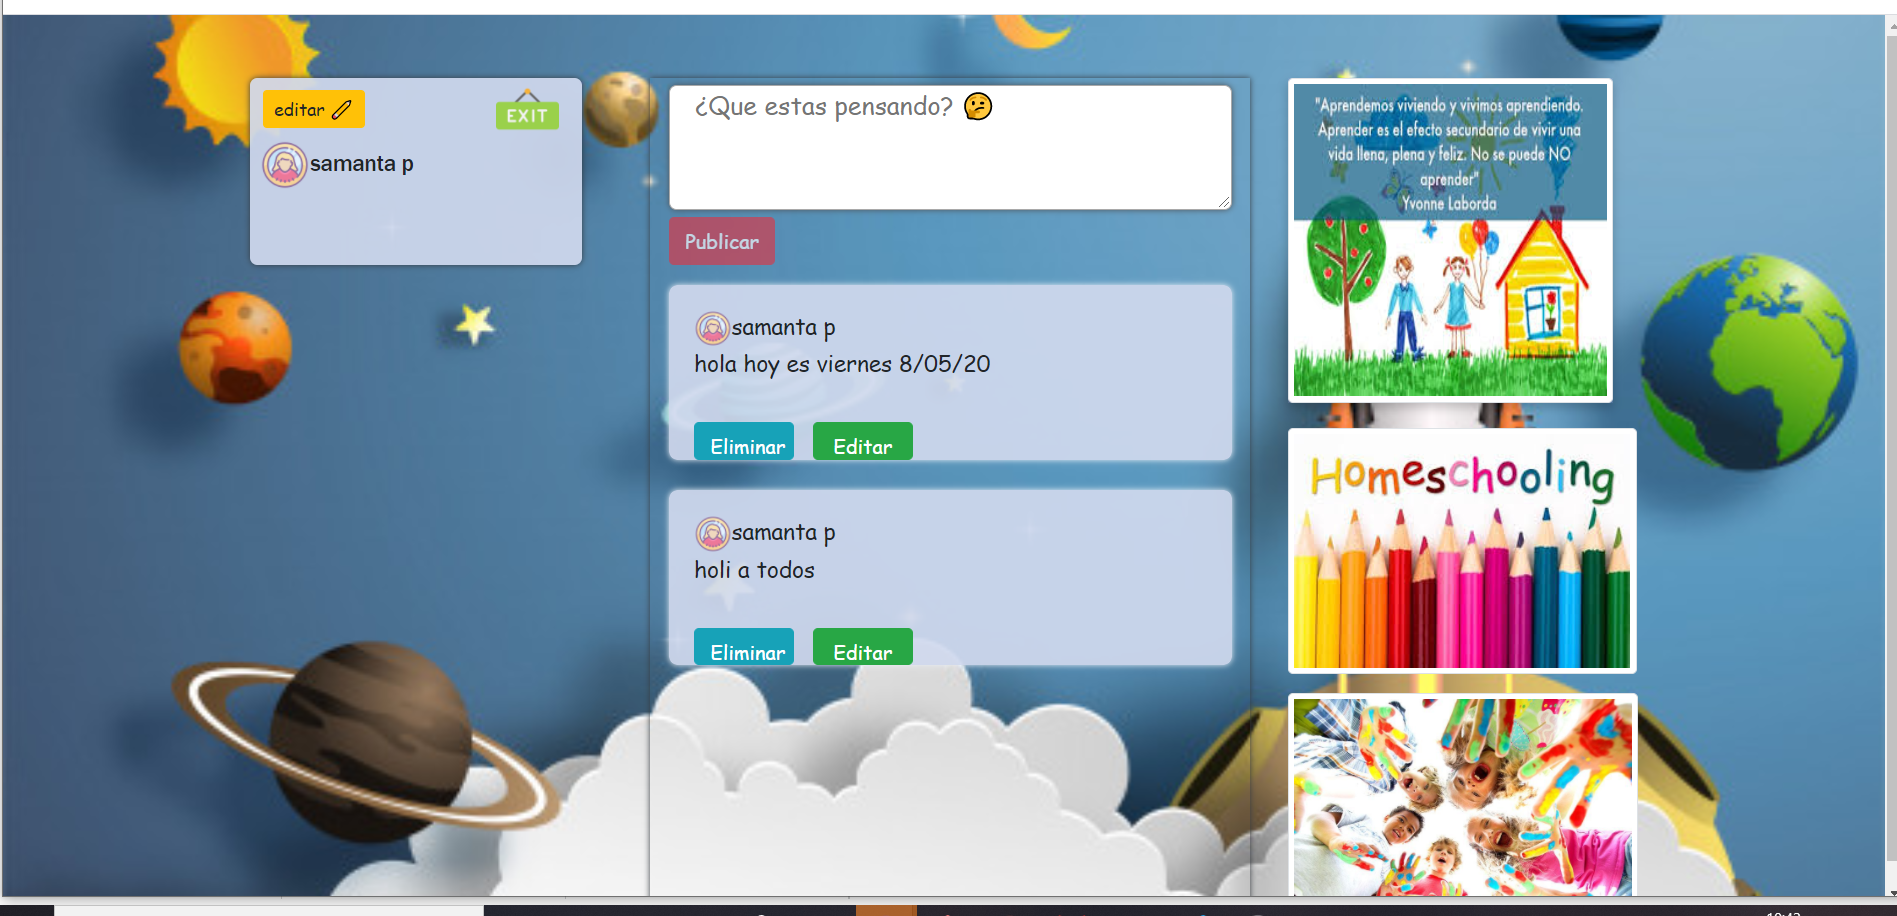 editar
EXIT
samanta p
¿Que estas pensando? 🤔
Publicar
samanta p
hola hoy es viernes 8/05/20
Eliminar Editar
samanta p
holi a todos
Eliminar Editar
"Aprendemos viviendo y vivimos aprendiendo.
Aprender es el efecto secundario de vivir una
vida llena, plena y feliz. No se puede NO
aprender"
Yvonne Laborda
Homeschooling